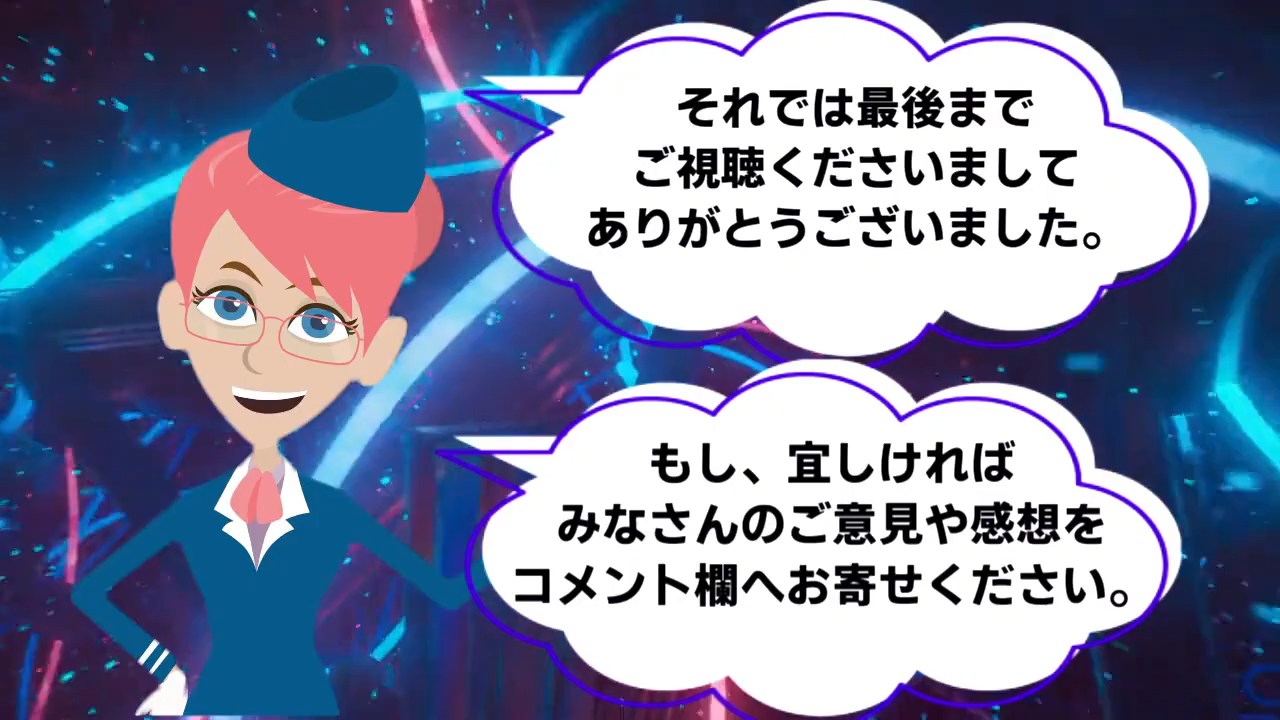 それでは最後まで
ご視聴くださいまして
ありがとうございました。
もし、宜しければ
みなさんのご意見や感想を
コメント欄へお寄せください。